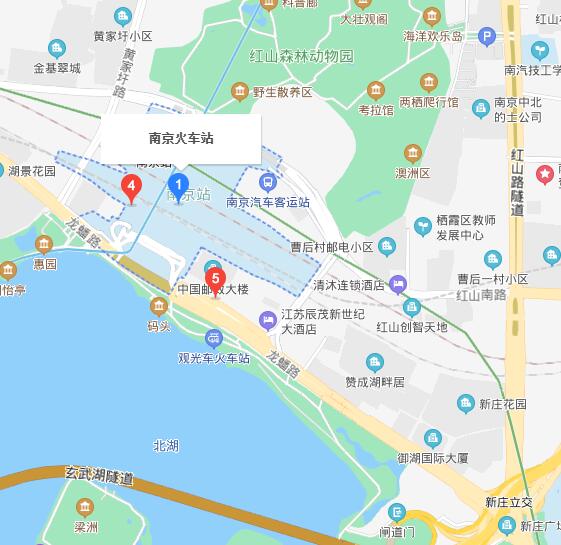 科普廊
大壮观阁
海洋欢乐岛
P
红山
黄家圩小区
南汽技工学
金基翠城
黄家圩路
红山森林动物园
野生散养区
考拉馆
两栖爬行馆
南京中北
的士公司
南京火车站
澳洲区
红山路隧道
湖景花园
4
1
南京站
南京汽车客运站
栖霞区教师
发展中心
龙蟠路
惠园
曹后村邮电小区
曹后一村小区
怡亭
5
中国邮政大楼
清沐连锁酒店
红山南路
码头
江苏辰茂新世纪
大酒店
红山创智天地
观光车火车站
龙蟠路
赞成湖畔居
新庄花园
北湖
御湖国际大厦
玄武湖隧道
新庄立交
梁洲
闸道门
新庄广场